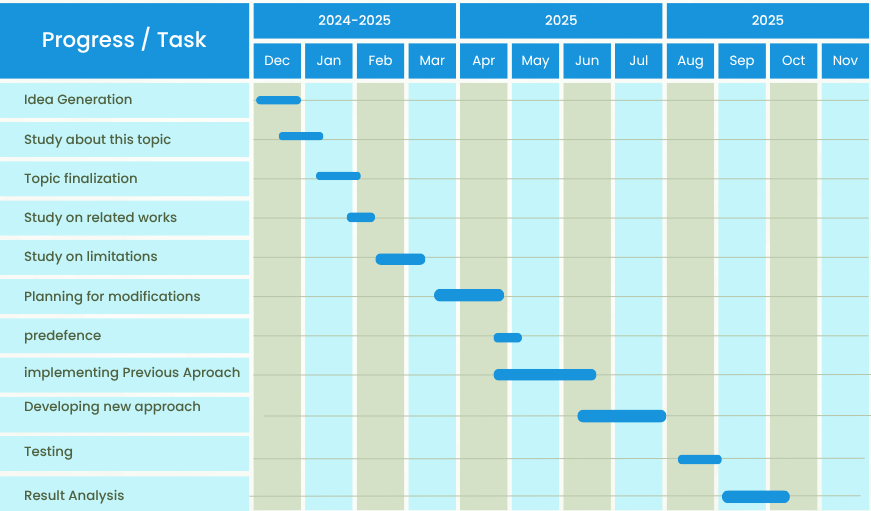 Progress / Task
2024-2025 2025 2025
Dec Jan Feb Mar Apr May Jun Jul Aug Sep Oct Nov
Idea Generation
Study about this topic
Topic finalization
Study on related works
Study on limitations
Planning for modifications
predefence
implementing Previous Aproach
Developing new approach
Testing
Result Analysis